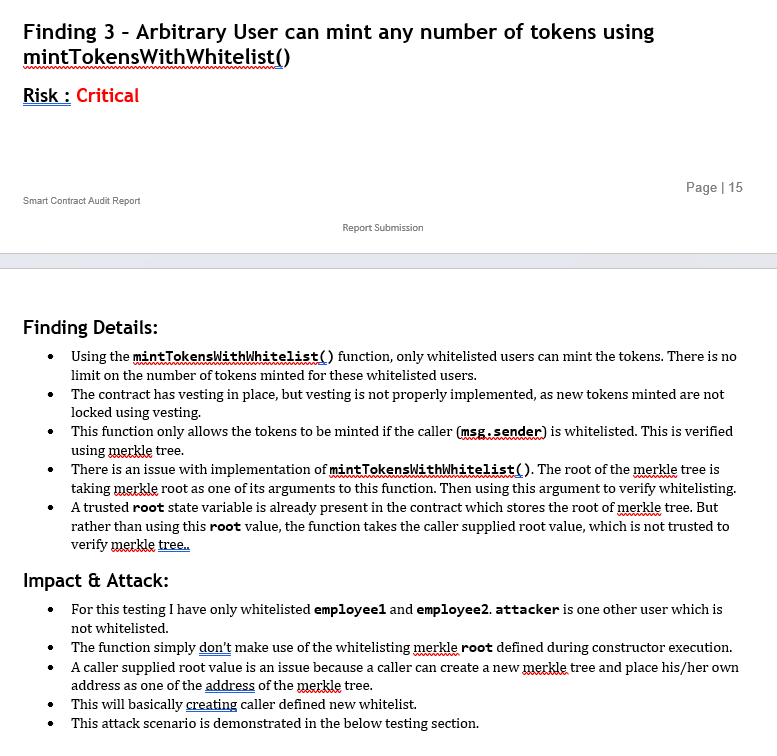 Finding 3 – Arbitrary User can mint any number of tokens using
mintTokensWithWhitelist()
Risk : Critical
Page | 15
Smart Contract Audit Report
Report Submission
Finding Details:
• Using the mintTokensWithWhitelist() function, only whitelisted users can mint the tokens. There is no
limit on the number of tokens minted for these whitelisted users.
• The contract has vesting in place, but vesting is not properly implemented, as new tokens minted are not
locked using vesting.
• This function only allows the tokens to be minted if the caller (msg.sender) is whitelisted. This is verified
using merkle tree.
• There is an issue with implementation of mintTokensWithWhitelist(). The root of the merkle tree is
taking merkle root as one of its arguments to this function. Then using this argument to verify whitelisting.
• A trusted root state variable is already present in the contract which stores the root of merkle tree. But
rather than using this root value, the function takes the caller supplied root value, which is not trusted to
verify merkle tree..
Impact & Attack:
• For this testing I have only whitelisted employee1 and employee2. attacker is one other user which is
not whitelisted.
• The function simply don't make use of the whitelisting merkle root defined during constructor execution.
• A caller supplied root value is an issue because a caller can create a new merkle tree and place his/her own
address as one of the address of the merkle tree.
• This will basically creating caller defined new whitelist.
• This attack scenario is demonstrated in the below testing section.